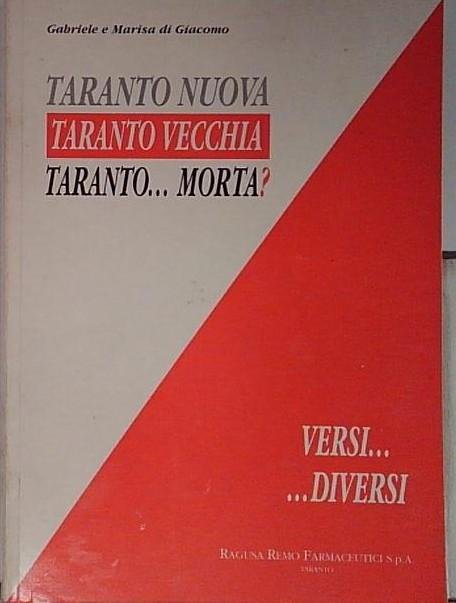 Gabriele e Marisa di Giacomo
TARANTO NUOVA
TARANTO VECCHIA
TARANTO... MORTA?
VERSI...
...DIVERSI
RAGUSA REMO FARMACEUTICI S.p.A
TARANTO